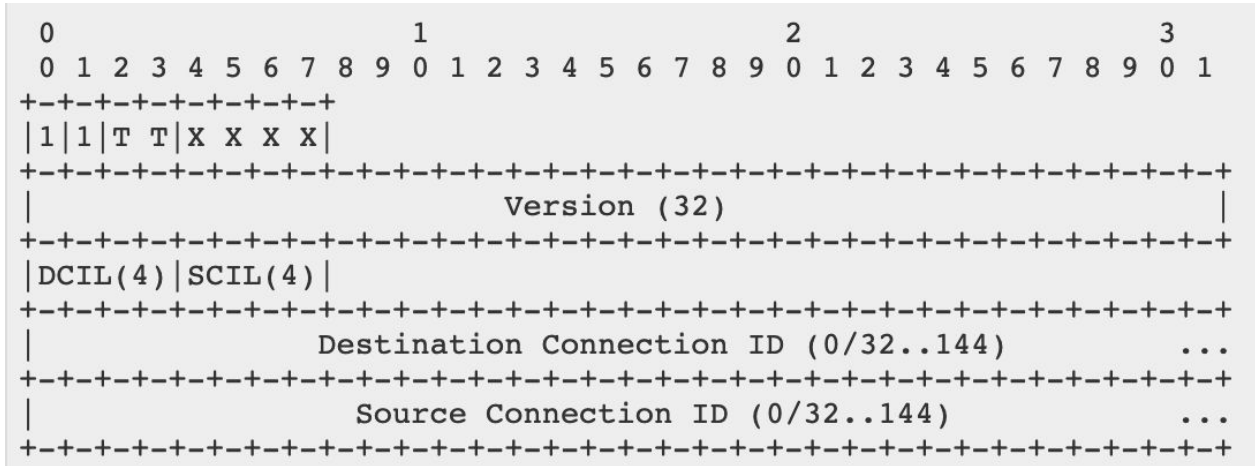 0                   1                   2                   3
 0 1 2 3 4 5 6 7 8 9 0 1 2 3 4 5 6 7 8 9 0 1 2 3 4 5 6 7 8 9 0 1
+-+-+-+-+-+-+-+-+
|1|1|T T|X X X X|
+-+-+-+-+-+-+-+-+-+-+-+-+-+-+-+-+-+-+-+-+-+-+-+-+-+-+-+-+-+-+-+-+
|                         Version (32)                          |
+-+-+-+-+-+-+-+-+-+-+-+-+-+-+-+-+-+-+-+-+-+-+-+-+-+-+-+-+-+-+-+-+
|DCIL(4)|SCIL(4)|
+-+-+-+-+-+-+-+-+-+-+-+-+-+-+-+-+-+-+-+-+-+-+-+-+-+-+-+-+-+-+-+-+
|               Destination Connection ID (0/32..144)         ...
+-+-+-+-+-+-+-+-+-+-+-+-+-+-+-+-+-+-+-+-+-+-+-+-+-+-+-+-+-+-+-+-+
|                 Source Connection ID (0/32..144)            ...
+-+-+-+-+-+-+-+-+-+-+-+-+-+-+-+-+-+-+-+-+-+-+-+-+-+-+-+-+-+-+-+-+